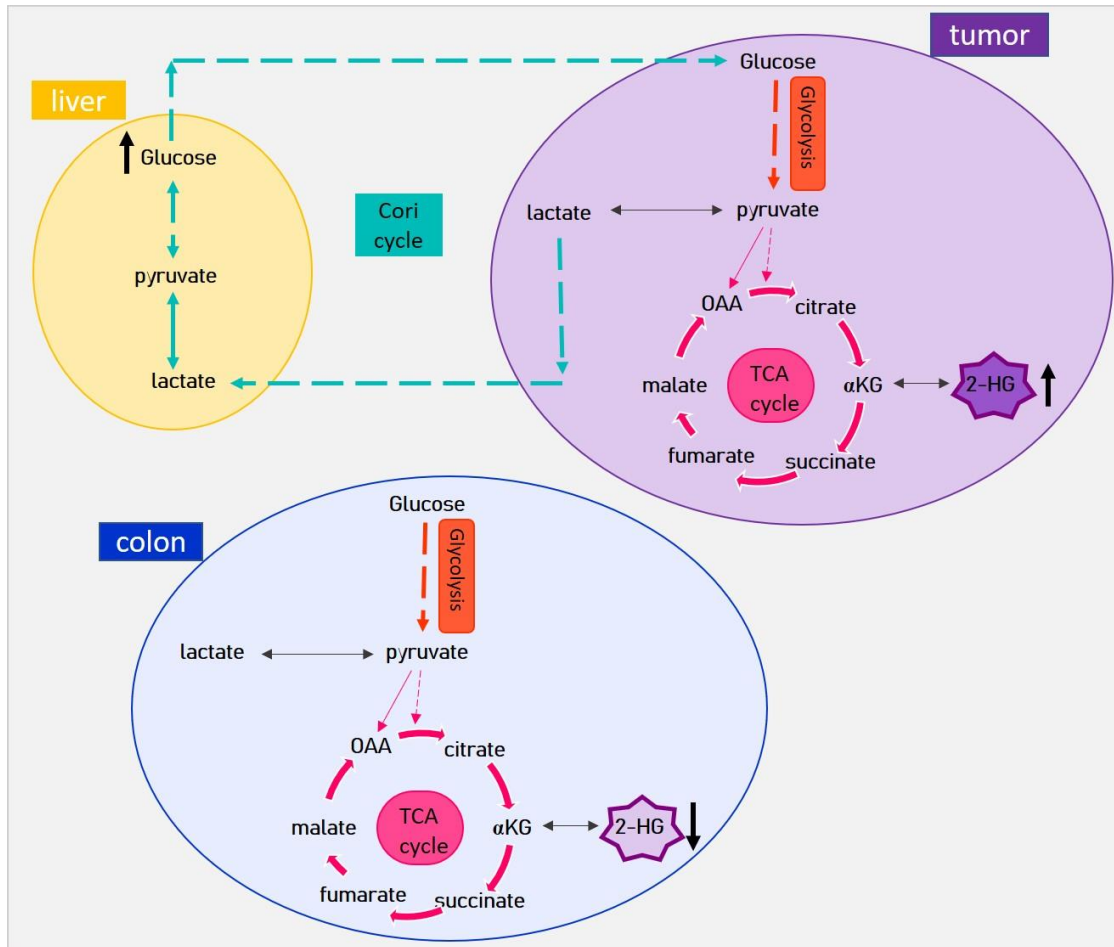 tumor
Glucose
Glycolysis
liver
Glucose
Cori
cycle
lactate
pyruvate
pyruvate
OAA
citrate
lactate
malate
TCA
cycle
αKG
2-HG
fumarate
succinate
colon
Glucose
Glycolysis
lactate
pyruvate
OAA
citrate
malate
TCA
cycle
αKG
2-HG
fumarate
succinate